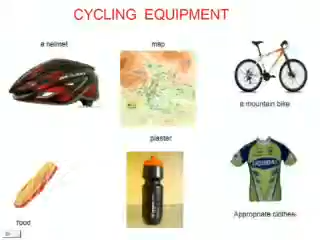 CYCLING EQUIPMENT
a helmet
map
a mountain bike
plaster
food
Appropriate clothes